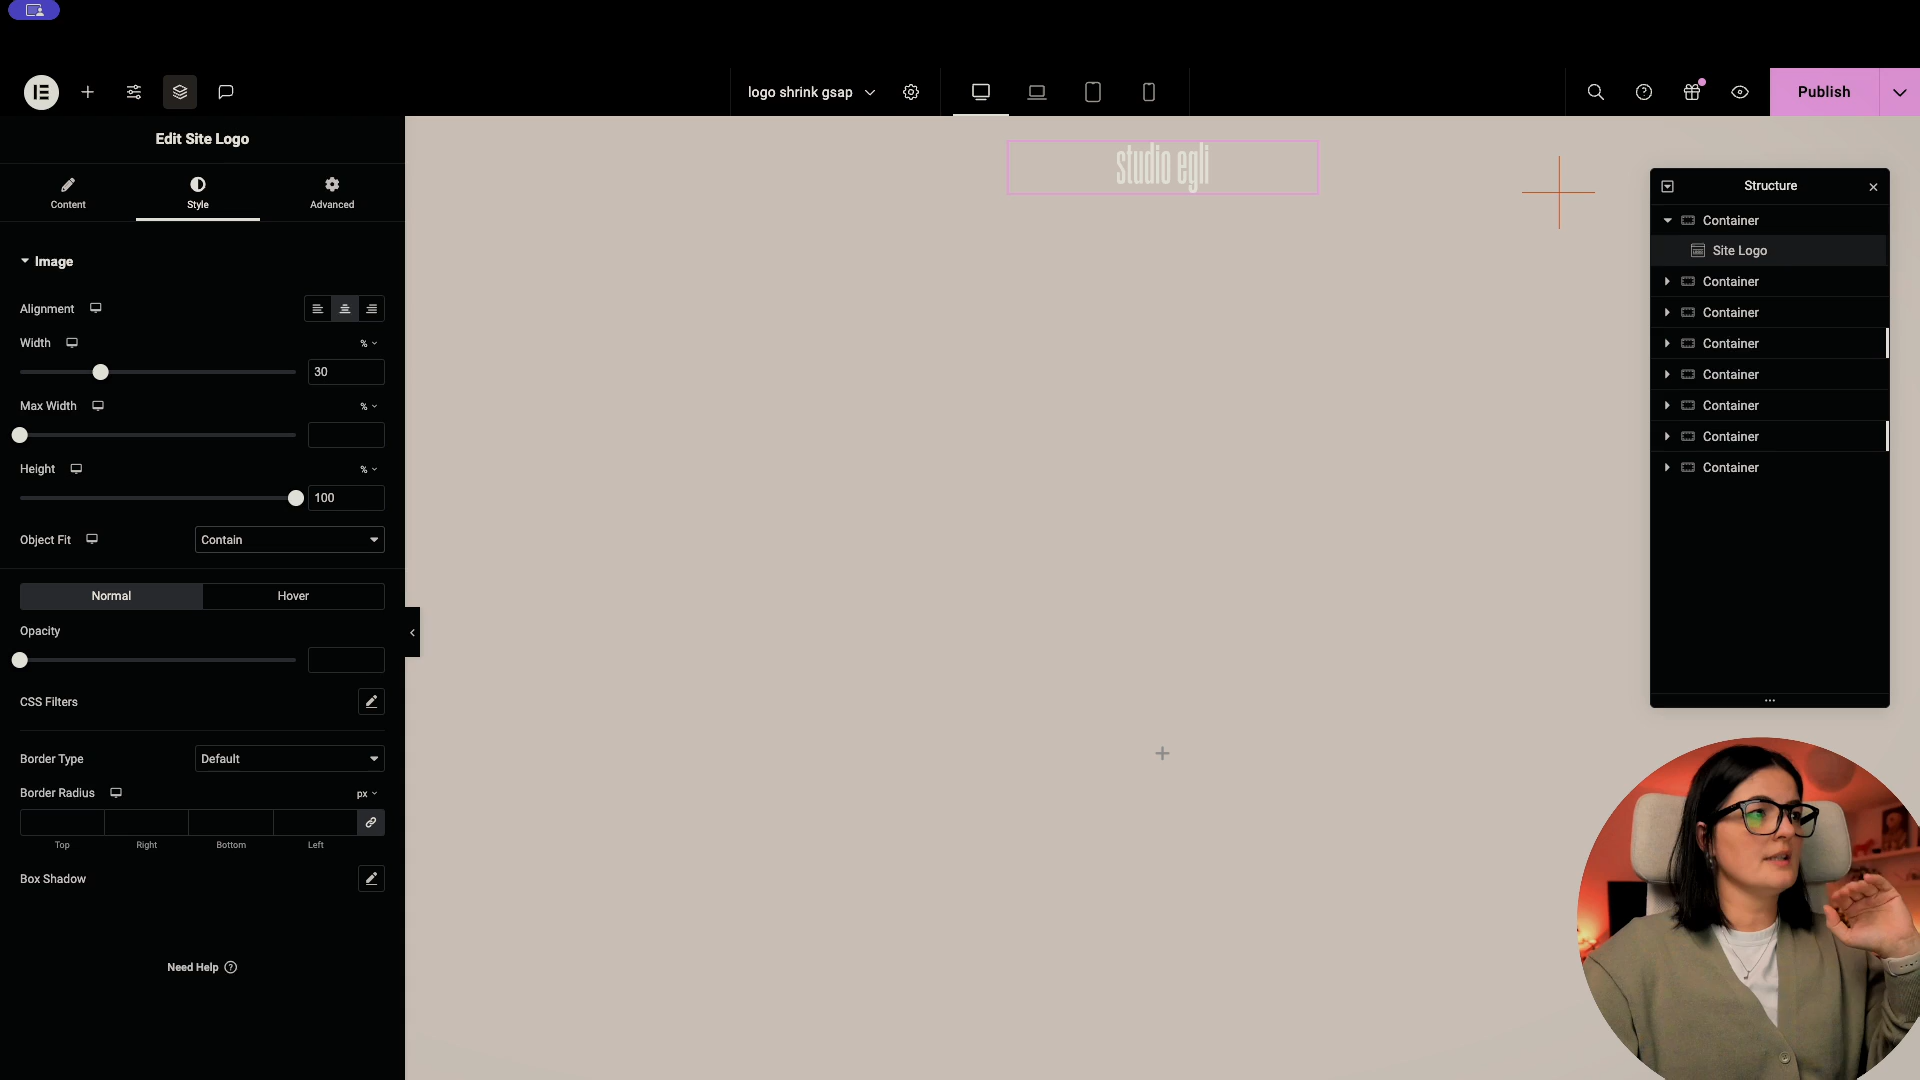 logo shrink gsap
Publish
Edit Site Logo
Content
Style
Advanced
Image
Alignment
Width
%
30
Max Width
%
Height
%
100
Object Fit
Contain
Normal
Hover
Opacity
CSS Filters
Border Type
Default
Border Radius
px
Top
Right
Bottom
Left
Box Shadow
Need Help
studio egli
Structure
Container
Site Logo
Container
Container
Container
Container
Container
Container
Container